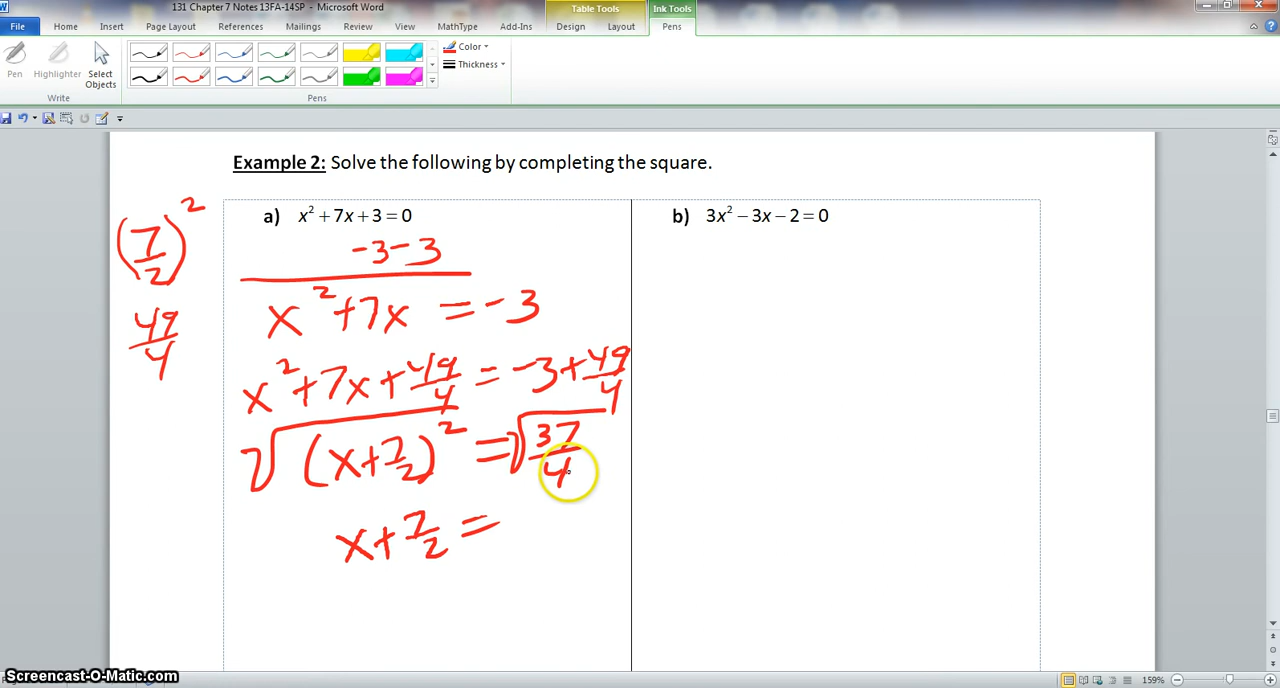 131 Chapter 7 Notes 13FA-14SP - Microsoft Word
Table Tools
Ink Tools
File Home Insert Page Layout References Mailings Review View MathType Add-Ins Design Layout Pens
Pen
Highlighter
Select Objects
Color
Thickness
Write
Pens
Example 2: Solve the following by completing the square.
a) x² + 7x + 3 = 0
-3 -3
x² + 7x = -3
x² + 7x + 49/4 = -3 + 49/4
√(x + 7/2)² = √37/4
x + 7/2 =
(7/2)²
49/4
b) 3x² − 3x − 2 = 0
Screencast-O-Matic.com
159%